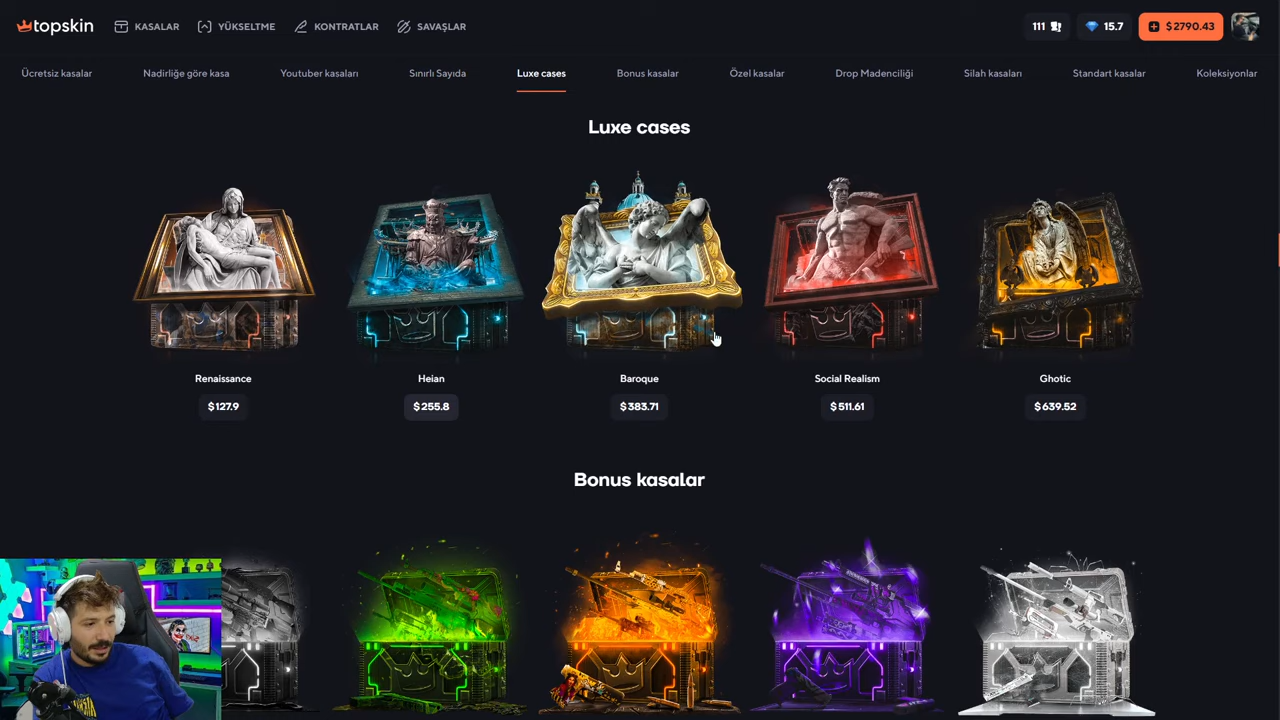 topskin KASALAR YÜKSELTME KONTRATLAR SAVAŞLAR 111 15.7 $2790.43
Ücretsiz kasalar Nadirliğe göre kasa Youtuber kasaları Sınırlı Sayıda Luxe cases Bonus kasalar Özel kasalar Drop Madenciliği Silah kasaları Standart kasalar Koleksiyonlar
Luxe cases
Renaissance Heian Baroque Social Realism Ghotic
$127.9 $255.8 $383.71 $511.61 $639.52
Bonus kasalar